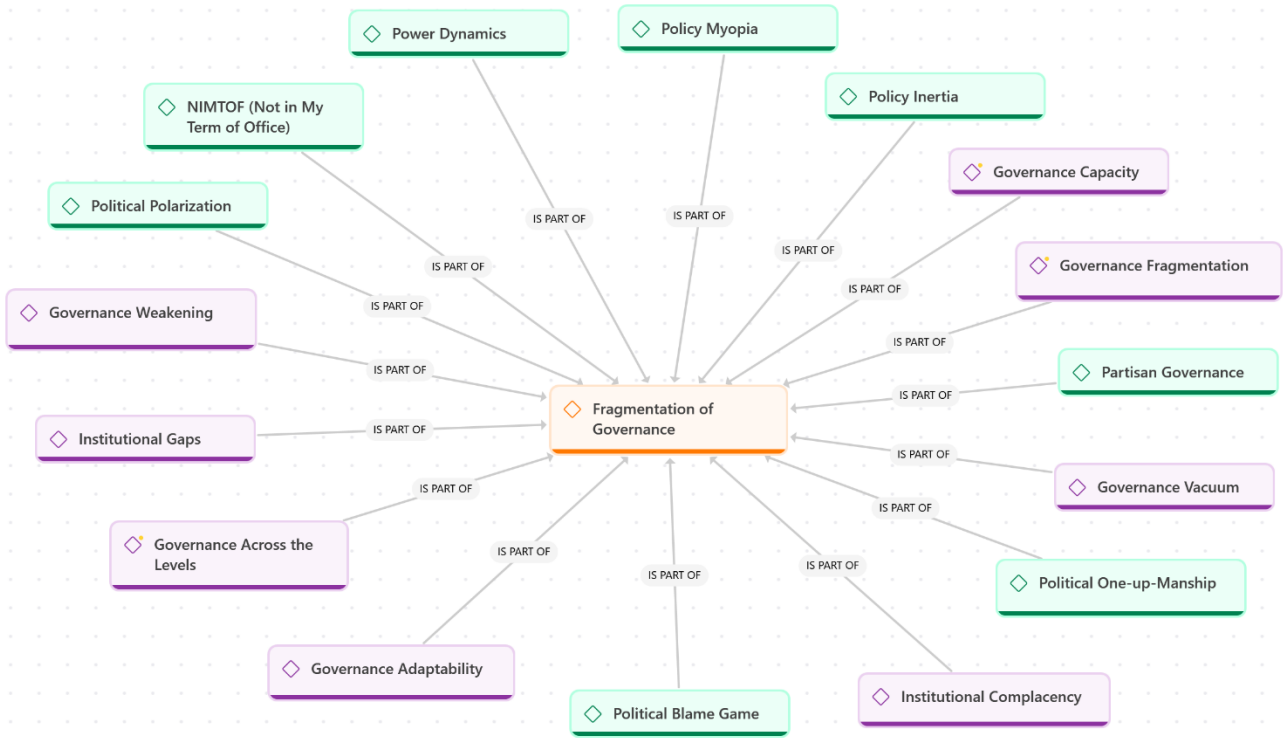 Power Dynamics
Policy Myopia
NIMTOF (Not in My
Term of Office)
Policy Inertia
Governance Capacity
Political Polarization
IS PART OF
IS PART OF
IS PART OF
IS PART OF
IS PART OF
IS PART OF
Governance Fragmentation
Governance Weakening
IS PART OF
IS PART OF
IS PART OF
Partisan Governance
IS PART OF
Fragmentation of
Governance
Institutional Gaps
IS PART OF
IS PART OF
Governance Vacuum
IS PART OF
IS PART OF
Governance Across the
Levels
IS PART OF
IS PART OF
IS PART OF
Political One-up-Manship
Governance Adaptability
Institutional Complacency
Political Blame Game